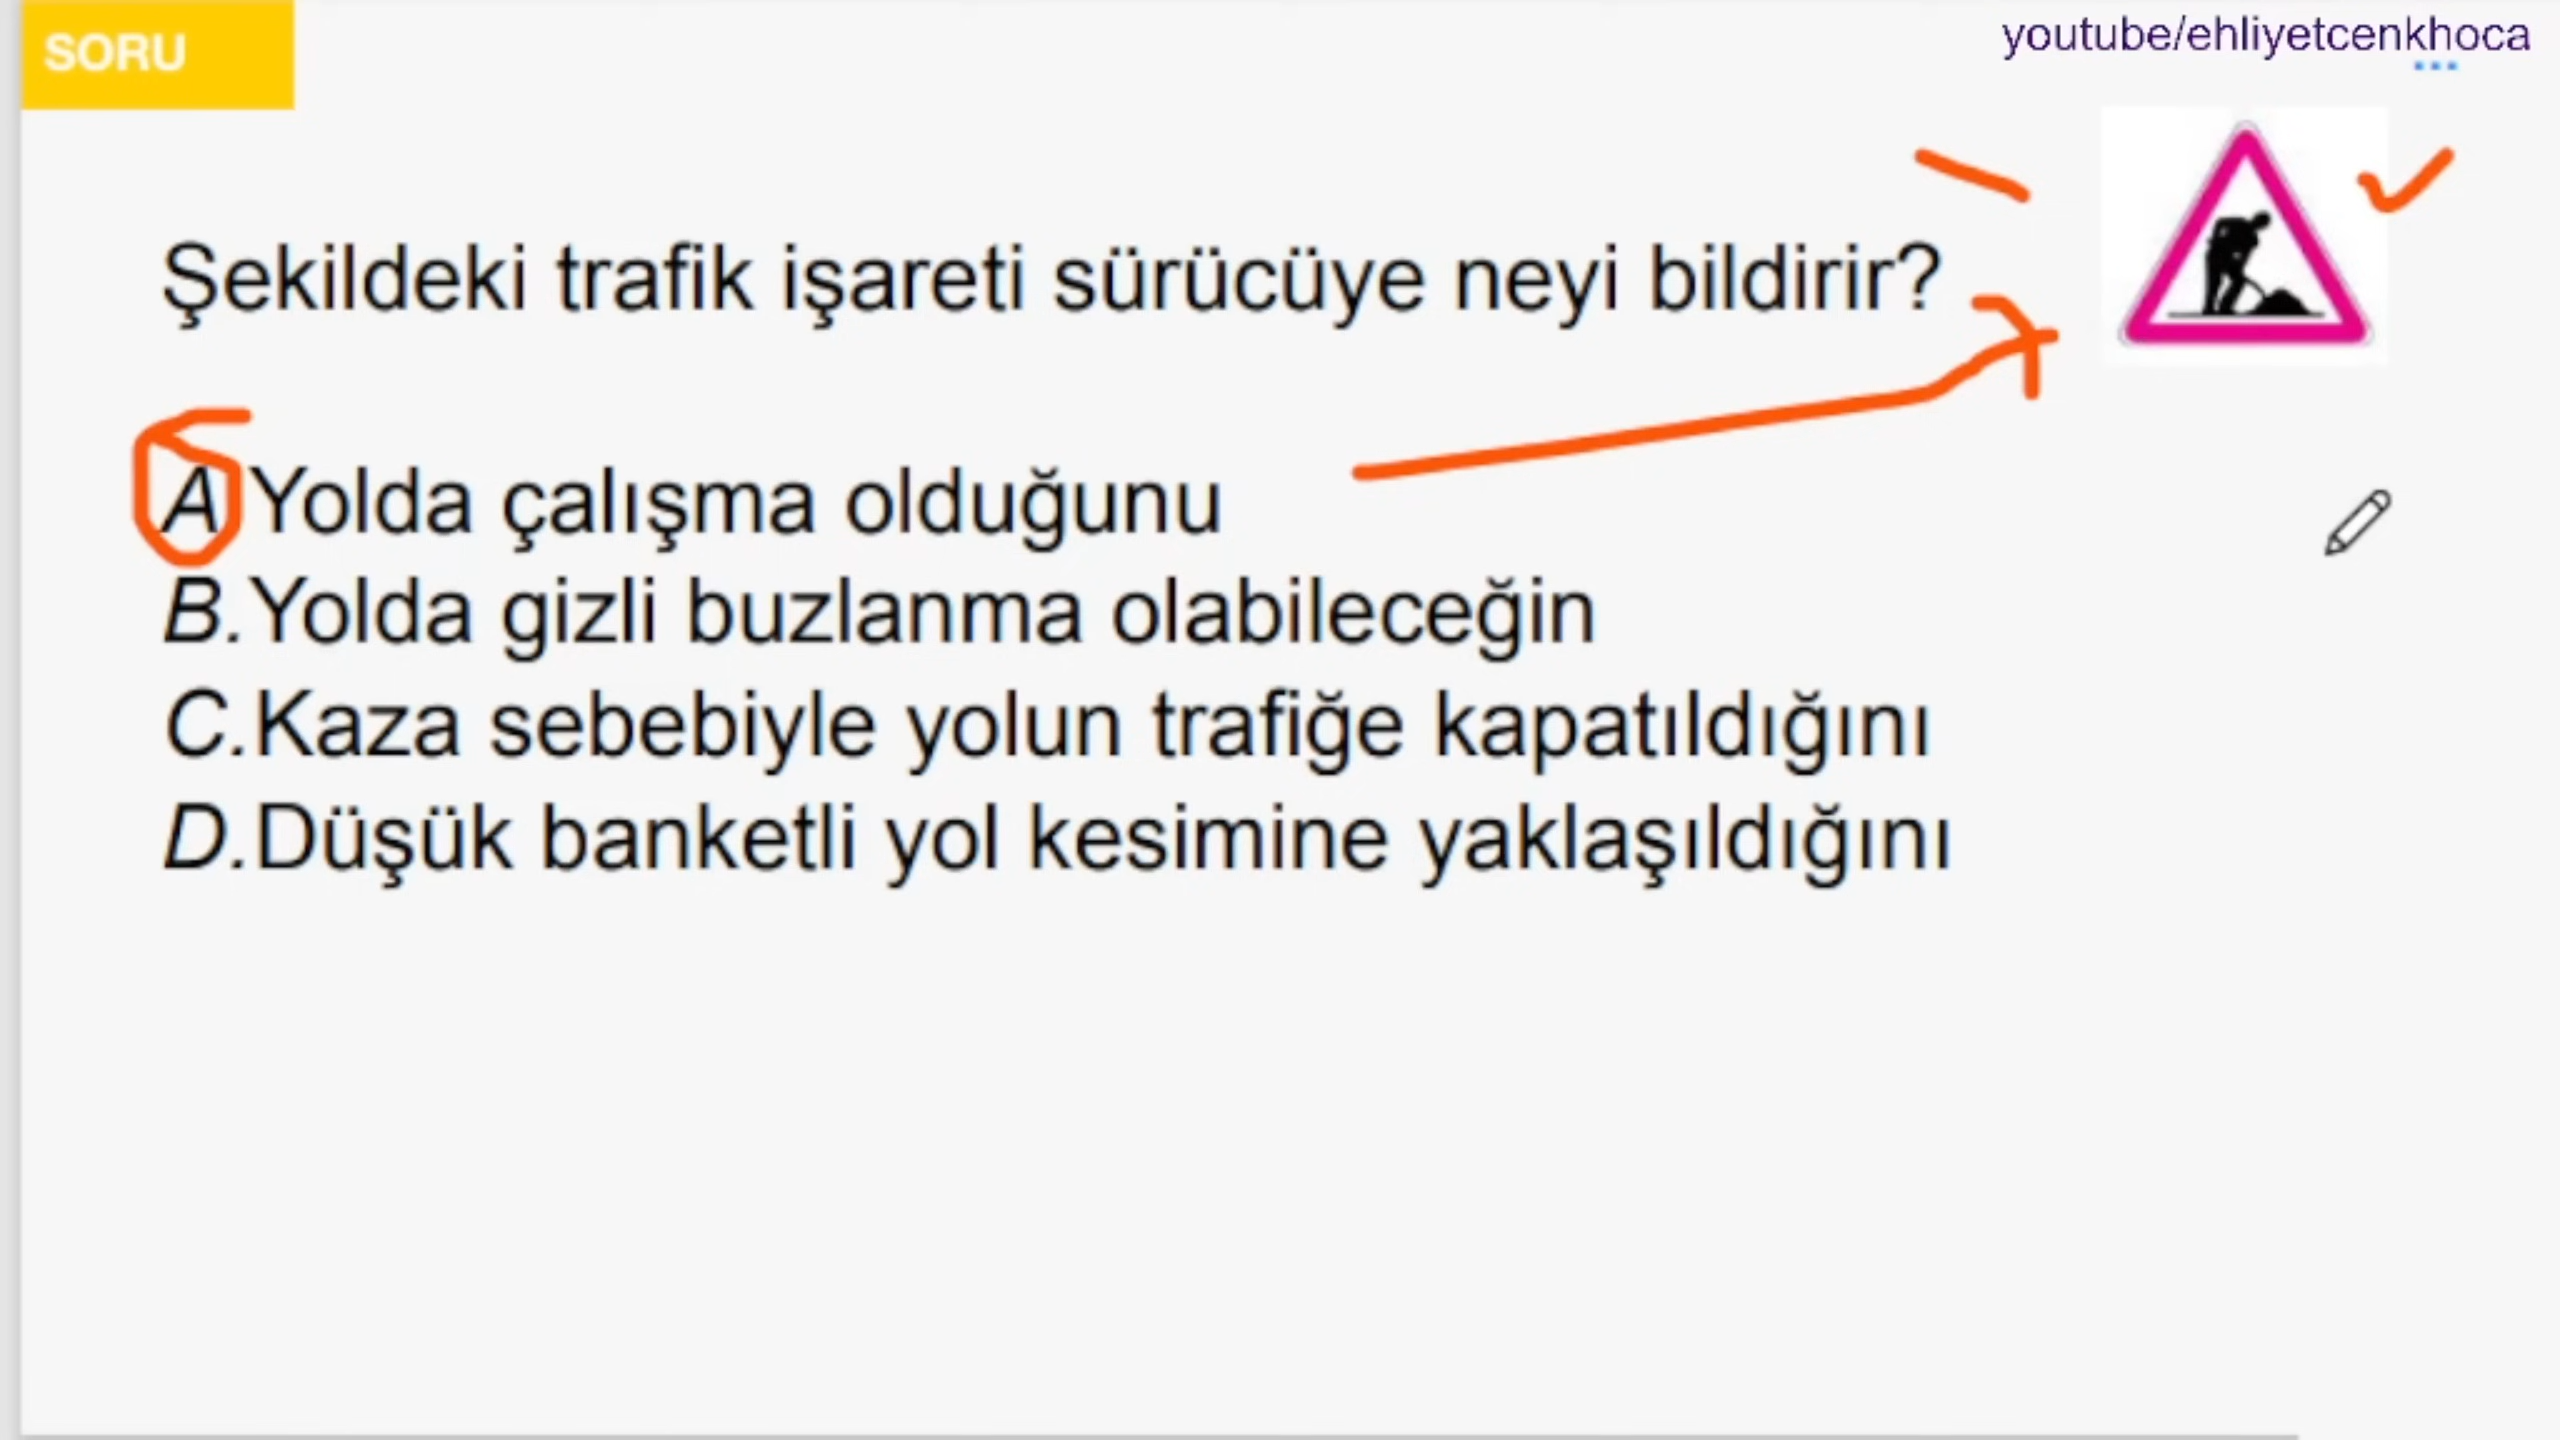 SORU
youtube/ehliyetcenkhoca
Şekildeki trafik işareti sürücüye neyi bildirir?
A Yolda çalışma olduğunu
B.Yolda gizli buzlanma olabileceğin
C.Kaza sebebiyle yolun trafiğe kapatıldığını
D.Düşük banketli yol kesimine yaklaşıldığını